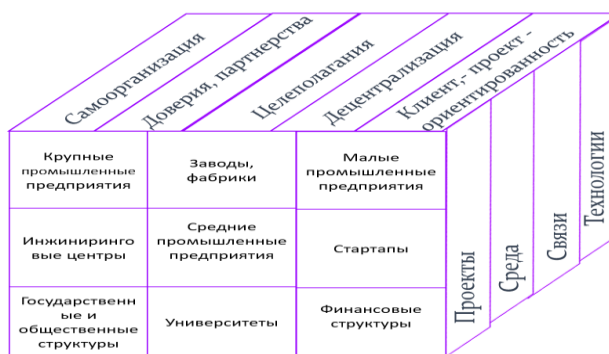 Самоорганизация
Доверия, партнерства
Целеполагания
Децентрализация
Клиент,- проект -
ориентированность
Крупные
промышленные
предприятия
Заводы,
фабрики
Малые
промышленные
предприятия
Инжиниринго
вые центры
Средние
промышленные
предприятия
Стартапы
Государственн
ые и
общественные
структуры
Университеты
Финансовые
структуры
Проекты
Среда
Связи
Технологии